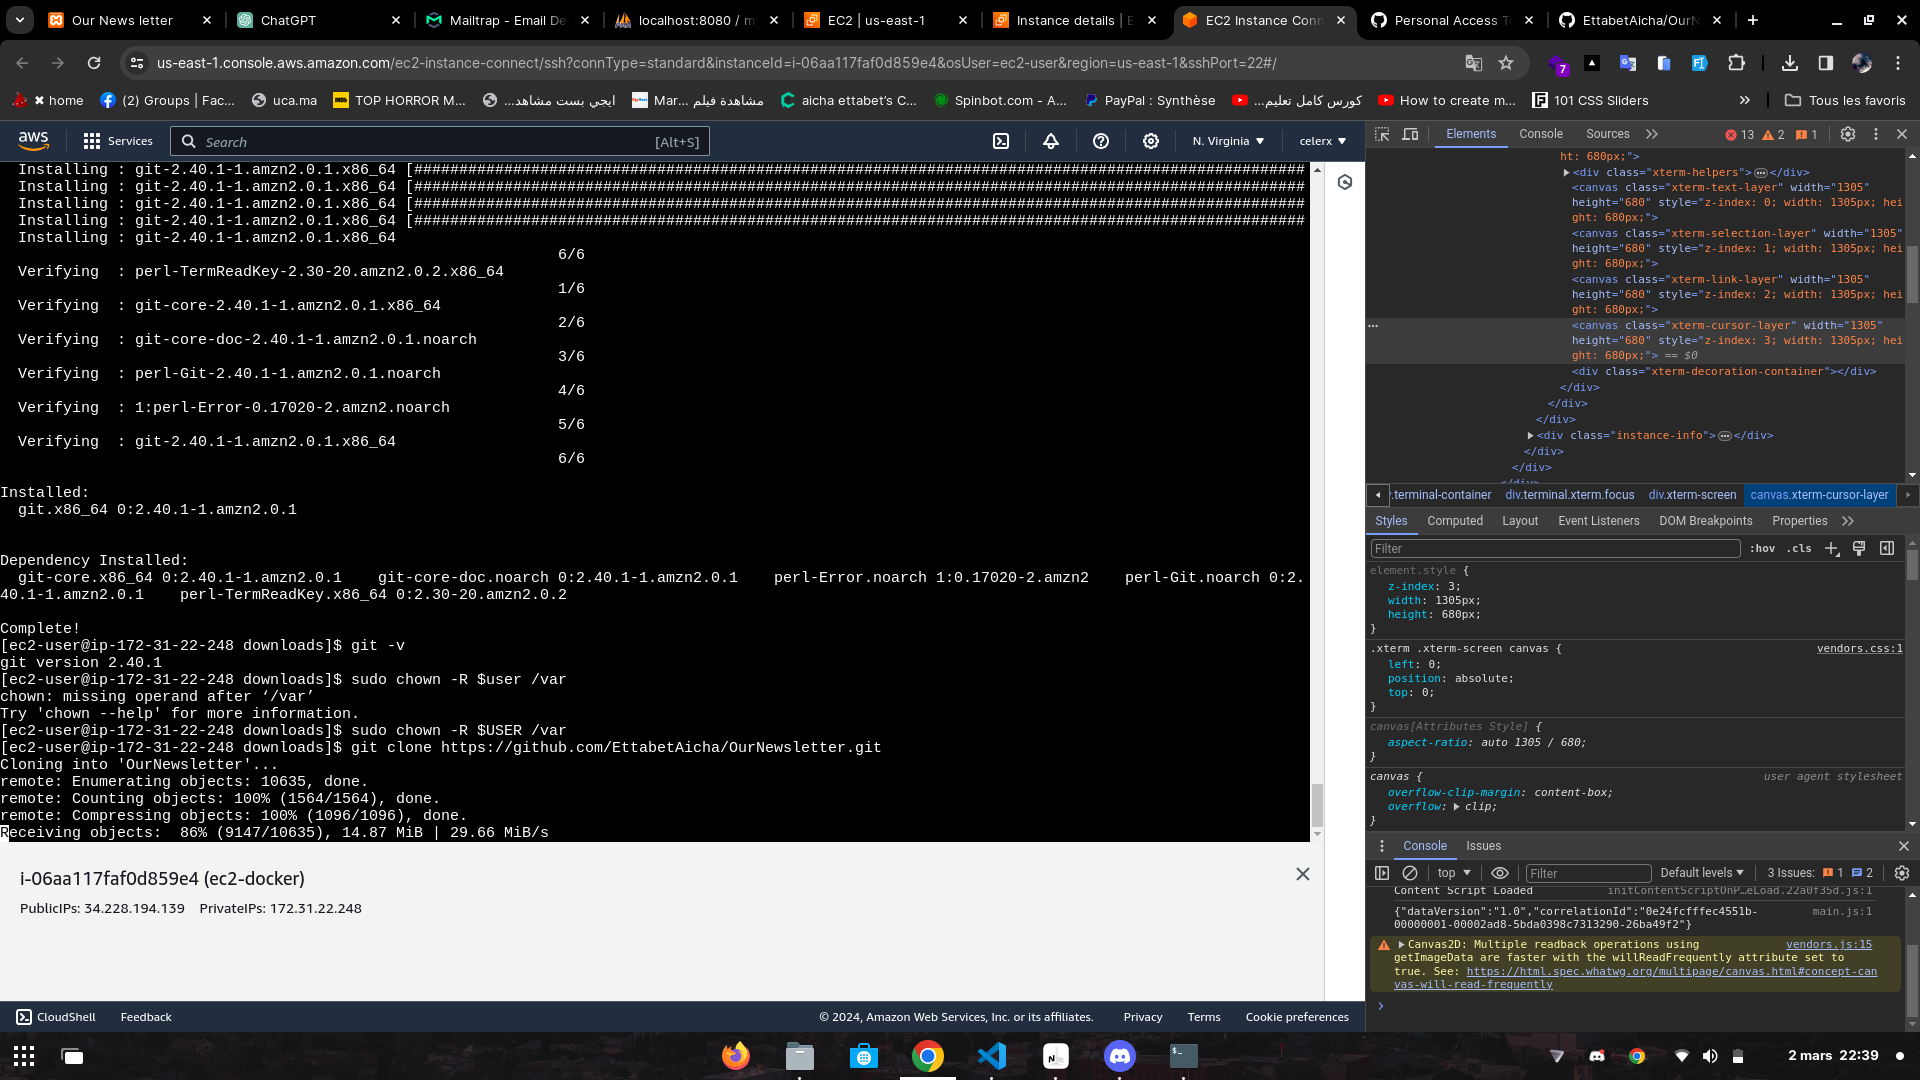 Our News letter
ChatGPT
Mailtrap - Email De
localhost:8080 / m
EC2 | us-east-1
Instance details | E
EC2 Instance Conn
Personal Access T
EttabetAicha/OurN
us-east-1.console.aws.amazon.com/ec2-instance-connect/ssh?connType=standard&instanceId=i-06aa117faf0d859e4&osUser=ec2-user&region=us-east-1&sshPort=22#/
7
✖ home
(2) Groups | Fac...
uca.ma
TOP HORROR M...
ايجي بست مشاهد...
Mar... مشاهدة فيلم
aicha ettabet's C...
Spinbot.com - A...
PayPal : Synthèse
كورس كامل تعليم...
How to create m...
101 CSS Sliders
Tous les favoris
aws
Services
Search
[Alt+S]
N. Virginia
celerx
Installing : git-2.40.1-1.amzn2.0.1.x86_64 [###################################################################################################
Installing : git-2.40.1-1.amzn2.0.1.x86_64 [###################################################################################################
Installing : git-2.40.1-1.amzn2.0.1.x86_64 [###################################################################################################
Installing : git-2.40.1-1.amzn2.0.1.x86_64 [###################################################################################################
Installing : git-2.40.1-1.amzn2.0.1.x86_64
6/6
Verifying  : perl-TermReadKey-2.30-20.amzn2.0.2.x86_64
1/6
Verifying  : git-core-2.40.1-1.amzn2.0.1.x86_64
2/6
Verifying  : git-core-doc-2.40.1-1.amzn2.0.1.noarch
3/6
Verifying  : perl-Git-2.40.1-1.amzn2.0.1.noarch
4/6
Verifying  : 1:perl-Error-0.17020-2.amzn2.noarch
5/6
Verifying  : git-2.40.1-1.amzn2.0.1.x86_64
6/6
Installed:
git.x86_64 0:2.40.1-1.amzn2.0.1
Dependency Installed:
git-core.x86_64 0:2.40.1-1.amzn2.0.1    git-core-doc.noarch 0:2.40.1-1.amzn2.0.1    perl-Error.noarch 1:0.17020-2.amzn2    perl-Git.noarch 0:2.
40.1-1.amzn2.0.1    perl-TermReadKey.x86_64 0:2.30-20.amzn2.0.2
Complete!
[ec2-user@ip-172-31-22-248 downloads]$ git -v
git version 2.40.1
[ec2-user@ip-172-31-22-248 downloads]$ sudo chown -R $user /var
chown: missing operand after ‘/var’
Try 'chown --help' for more information.
[ec2-user@ip-172-31-22-248 downloads]$ sudo chown -R $USER /var
[ec2-user@ip-172-31-22-248 downloads]$ git clone https://github.com/EttabetAicha/OurNewsletter.git
Cloning into 'OurNewsletter'...
remote: Enumerating objects: 10635, done.
remote: Counting objects: 100% (1564/1564), done.
remote: Compressing objects: 100% (1096/1096), done.
Receiving objects:  86% (9147/10635), 14.87 MiB | 29.66 MiB/s
i-06aa117faf0d859e4 (ec2-docker)
PublicIPs: 34.228.194.139    PrivateIPs: 172.31.22.248
CloudShell
Feedback
© 2024, Amazon Web Services, Inc. or its affiliates.
Privacy
Terms
Cookie preferences
Elements
Console
Sources
13
2
1
ht: 680px;">
<div class="xterm-helpers">⋯</div>
<canvas class="xterm-text-layer" width="1305"
height="680" style="z-index: 0; width: 1305px; hei
ght: 680px;">
<canvas class="xterm-selection-layer" width="1305"
height="680" style="z-index: 1; width: 1305px; hei
ght: 680px;">
<canvas class="xterm-link-layer" width="1305"
height="680" style="z-index: 2; width: 1305px; hei
ght: 680px;">
<canvas class="xterm-cursor-layer" width="1305"
height="680" style="z-index: 3; width: 1305px; hei
ght: 680px;"> == $0
<div class="xterm-decoration-container"></div>
</div>
</div>
</div>
<div class="instance-info">⋯</div>
</div>
</div>
.terminal-container
div.terminal.xterm.focus
div.xterm-screen
canvas.xterm-cursor-layer
Styles
Computed
Layout
Event Listeners
DOM Breakpoints
Properties
Filter
:hov
.cls
element.style {
z-index: 3;
width: 1305px;
height: 680px;
}
.xterm .xterm-screen canvas {
vendors.css:1
left: 0;
position: absolute;
top: 0;
}
canvas[Attributes Style] {
aspect-ratio: auto 1305 / 680;
}
canvas {
user agent stylesheet
overflow-clip-margin: content-box;
overflow: clip;
}
Console
Issues
top
Filter
Default levels
3 Issues:
1
2
Content Script Loaded
initContentScriptOnP…eLoad.22a0f35d.js:1
{"dataVersion":"1.0","correlationId":"0e24fcfffec4551b-
main.js:1
00000001-00002ad8-5bda0398c7313290-26ba49f2"}
Canvas2D: Multiple readback operations using
vendors.js:15
getImageData are faster with the willReadFrequently attribute set to
true. See: https://html.spec.whatwg.org/multipage/canvas.html#concept-can
vas-will-read-frequently
2 mars  22:39